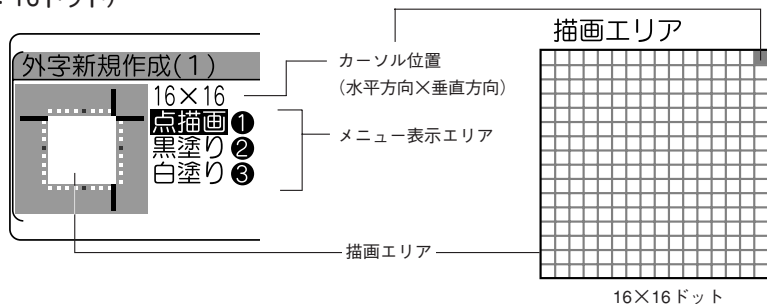 16ドット)
描画エリア
外字新規作成(1)
16×16
点描画❶
黒塗り❷
白塗り❸
カーソル位置
(水平方向×垂直方向)
メニュー表示エリア
描画エリア
16×16ドット